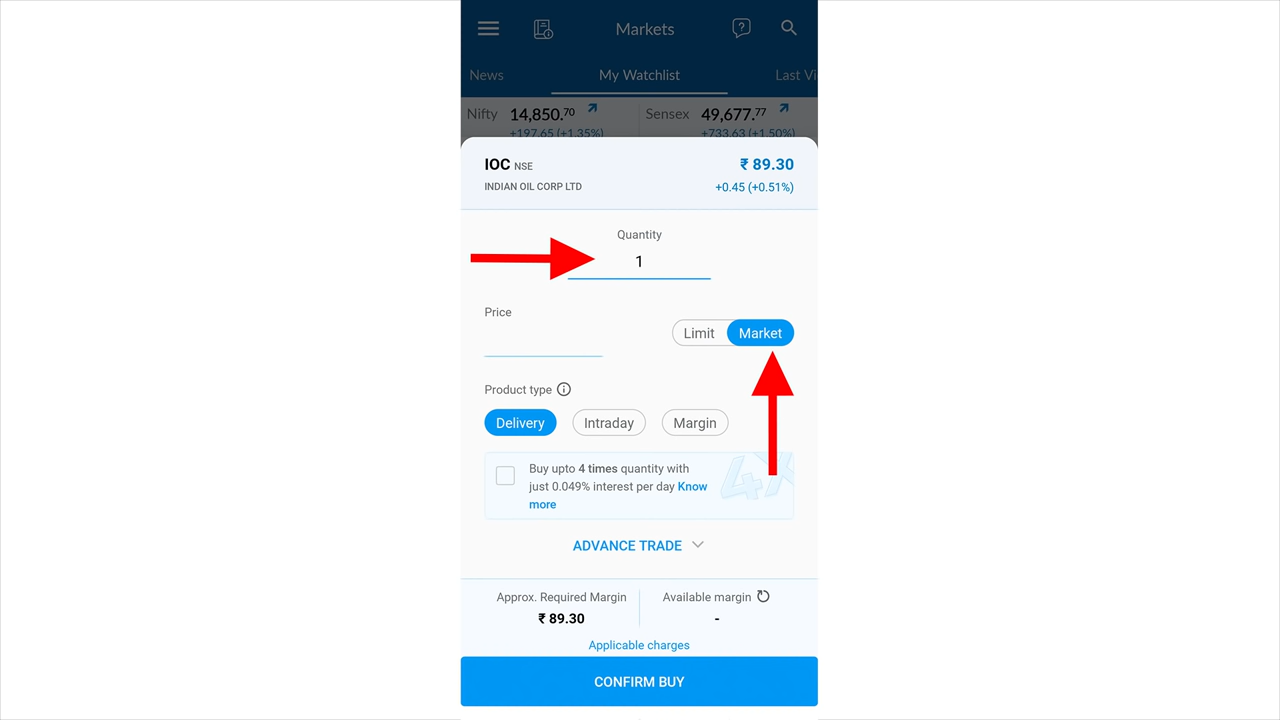 Markets
News My Watchlist Last Vi
Nifty 14,850.70 Sensex 49,677.77
+197.65 (+1.35%) +733.63 (+1.50%)
IOC NSE ₹ 89.30
INDIAN OIL CORP LTD +0.45 (+0.51%)
Quantity
1
Price
Limit Market
Product type
Delivery Intraday Margin
Buy upto 4 times quantity with
just 0.049% interest per day Know
more
4X
ADVANCE TRADE
Approx. Required Margin Available margin
₹ 89.30 -
Applicable charges
CONFIRM BUY